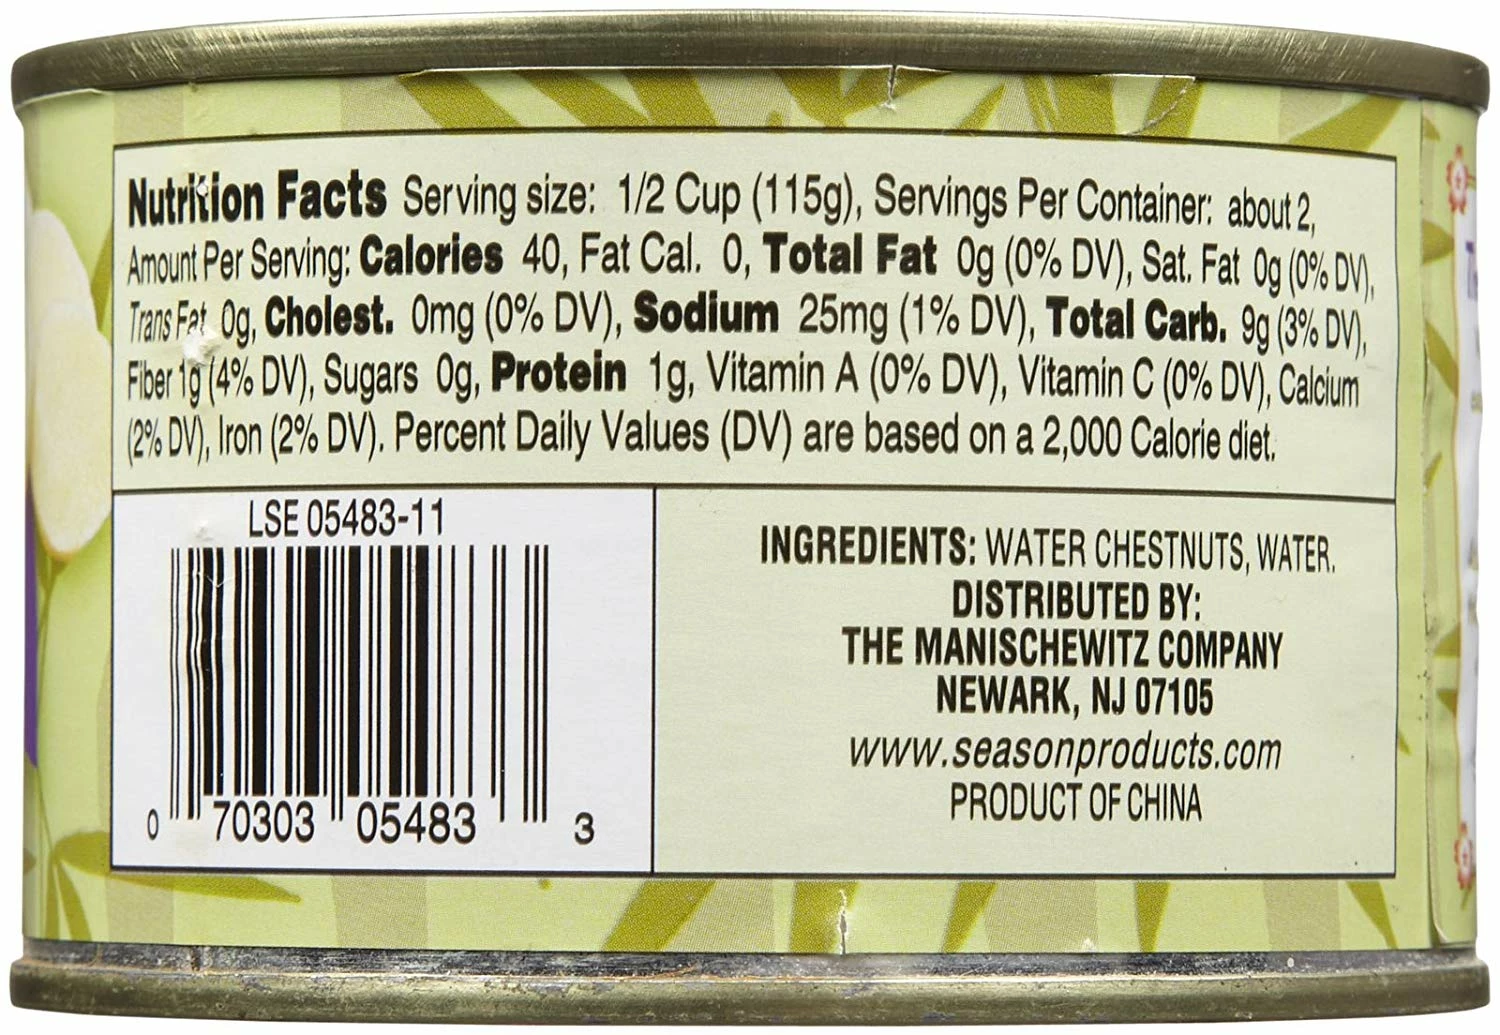 Nutrition Facts Serving size: 1/2 Cup (115g), Servings Per Container: about 2,
Amount Per Serving: Calories 40, Fat Cal. 0, Total Fat 0g (0% DV), Sat. Fat 0g (0% DV),
Trans Fat 0g, Cholest. 0mg (0% DV), Sodium 25mg (1% DV), Total Carb. 9g (3% DV),
Fiber 1g (4% DV), Sugars 0g, Protein 1g, Vitamin A (0% DV), Vitamin C (0% DV), Calcium
(2% DV), Iron (2% DV). Percent Daily Values (DV) are based on a 2,000 Calorie diet.
LSE 05483-11
0 70303 05483 3
INGREDIENTS: WATER CHESTNUTS, WATER.
DISTRIBUTED BY:
THE MANISCHEWITZ COMPANY
NEWARK, NJ 07105
www.seasonproducts.com
PRODUCT OF CHINA